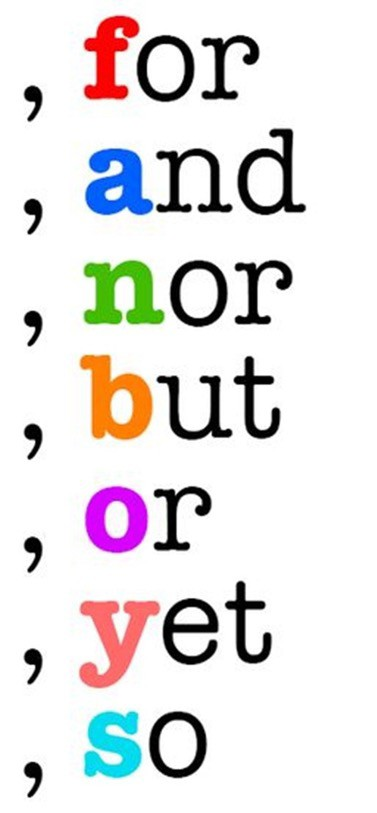 , for
, and
, nor
, but
, or
, yet
, so